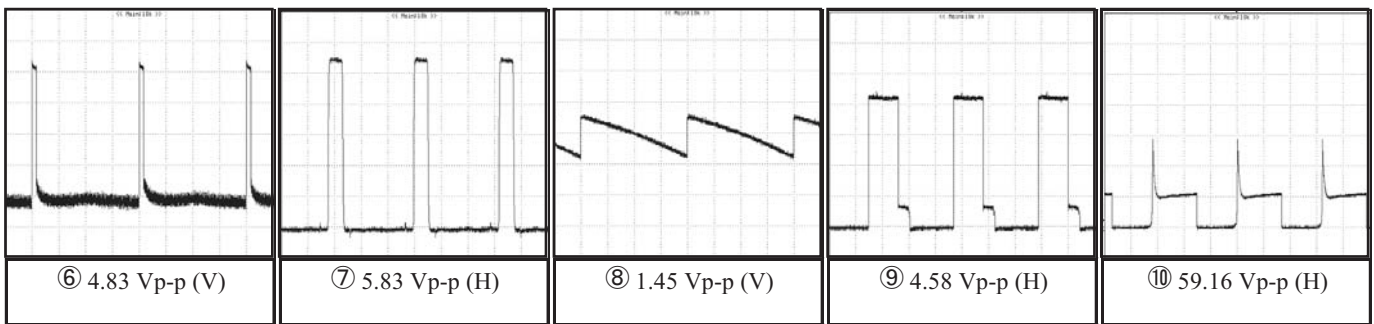 ⑥ 4.83 Vp-p (V)
⑦ 5.83 Vp-p (H)
⑧ 1.45 Vp-p (V)
⑨ 4.58 Vp-p (H)
⑩ 59.16 Vp-p (H)